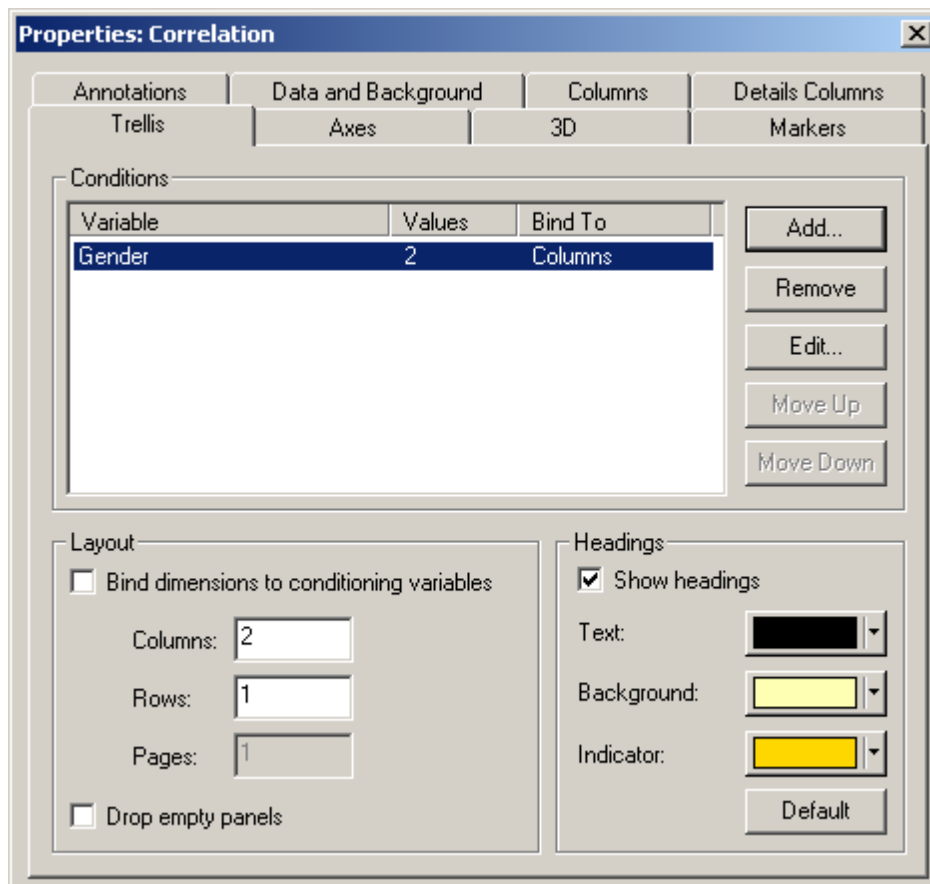 Properties: Correlation
Annotations Data and Background Columns Details Columns
Trellis Axes 3D Markers
Conditions
Variable Values Bind To
Gender 2 Columns
Add...
Remove
Edit...
Move Up
Move Down
Layout
Bind dimensions to conditioning variables
Columns: 2
Rows: 1
Pages: 1
Drop empty panels
Headings
Show headings
Text:
Background:
Indicator:
Default